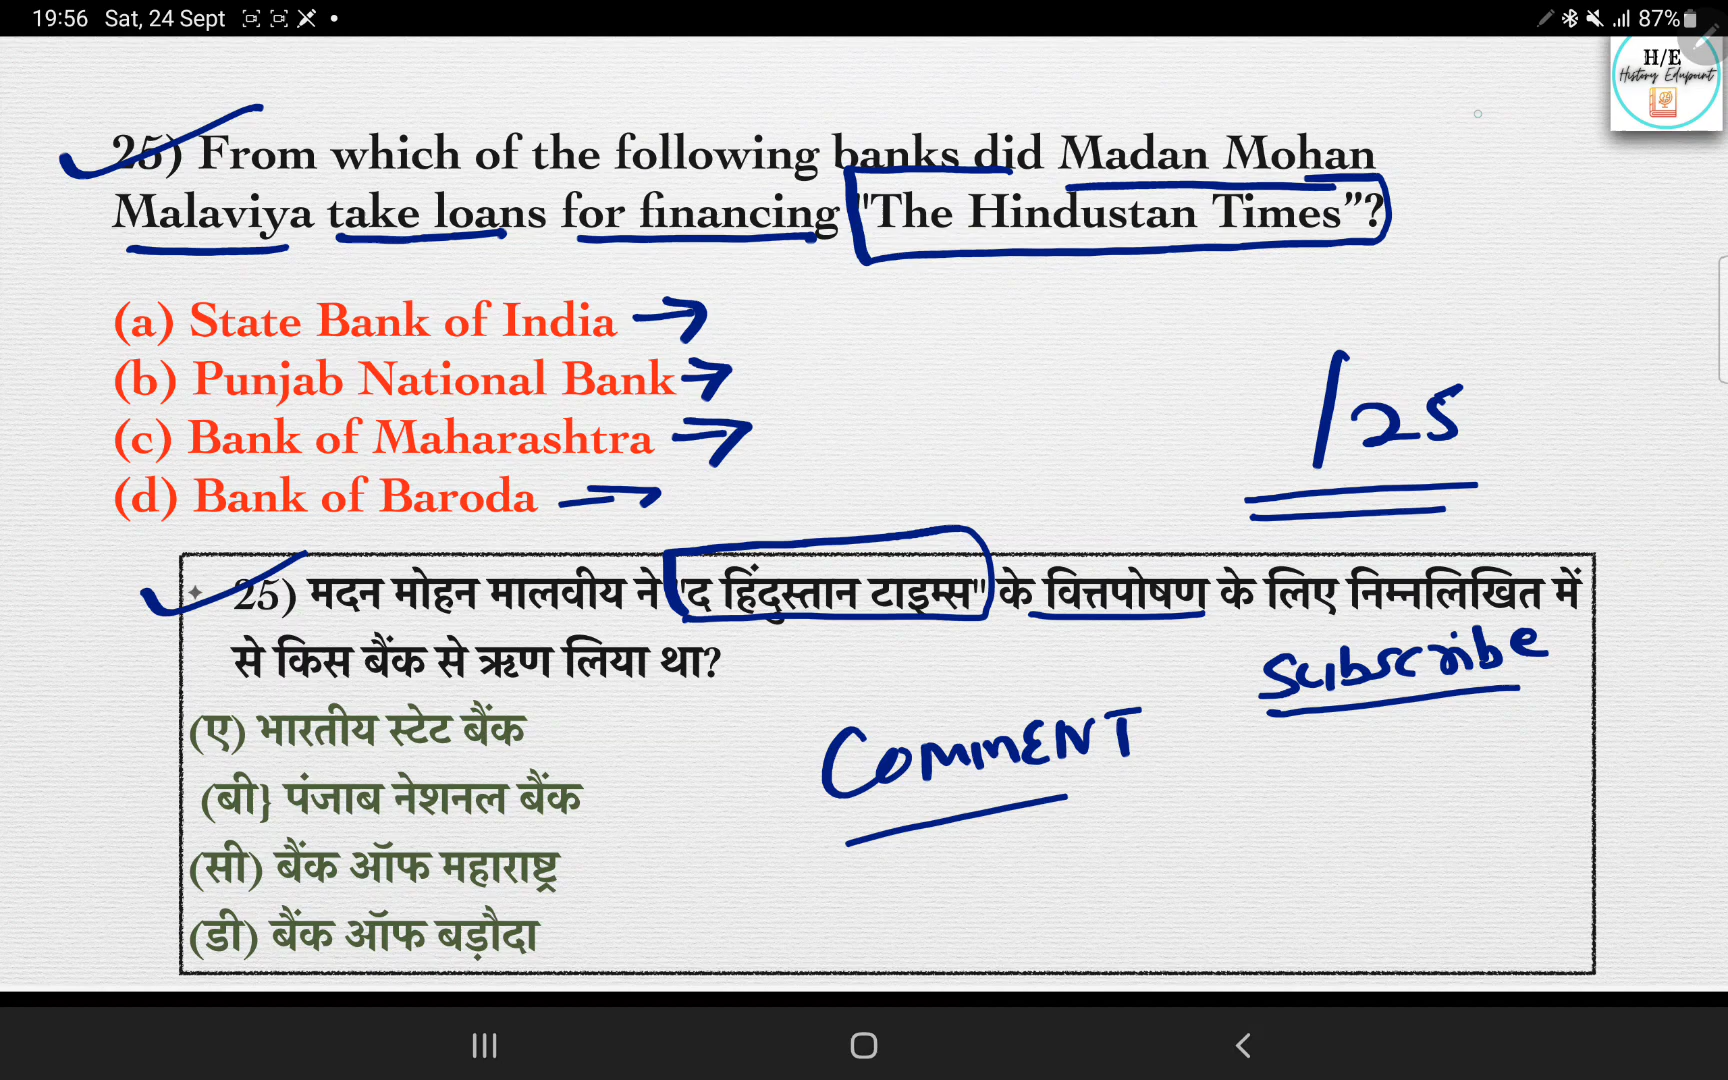 19:56 Sat, 24 Sept
87%
H/E
History Edupoint
25) From which of the following banks did Madan Mohan
Malaviya take loans for financing "The Hindustan Times”?
(a) State Bank of India
(b) Punjab National Bank
(c) Bank of Maharashtra
(d) Bank of Baroda
/25
25) मदन मोहन मालवीय ने "द हिंदुस्तान टाइम्स" के वित्तपोषण के लिए निम्नलिखित में
से किस बैंक से ऋण लिया था?
Subscribe
(ए) भारतीय स्टेट बैंक
COMMENT
(बी} पंजाब नेशनल बैंक
(सी) बैंक ऑफ महाराष्ट्र
(डी) बैंक ऑफ बड़ौदा